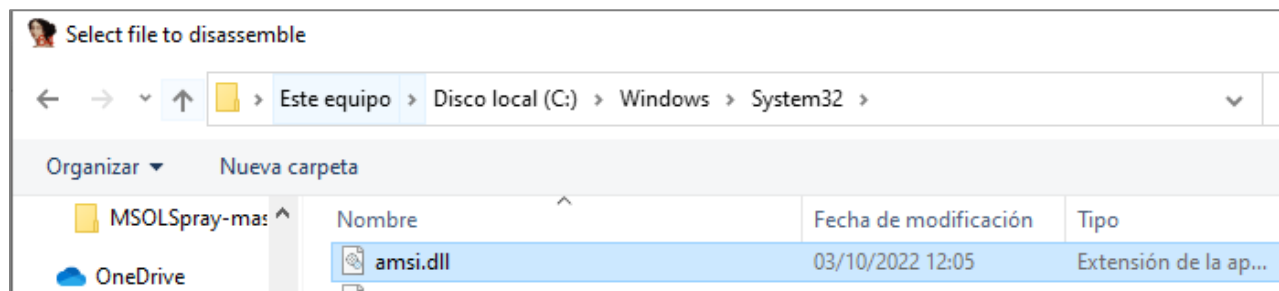 Select file to disassemble
Este equipo > Disco local (C:) > Windows > System32 >
Organizar Nueva carpeta
MSOLSpray-mas Nombre Fecha de modificación Tipo
OneDrive amsi.dll 03/10/2022 12:05 Extensión de la ap...